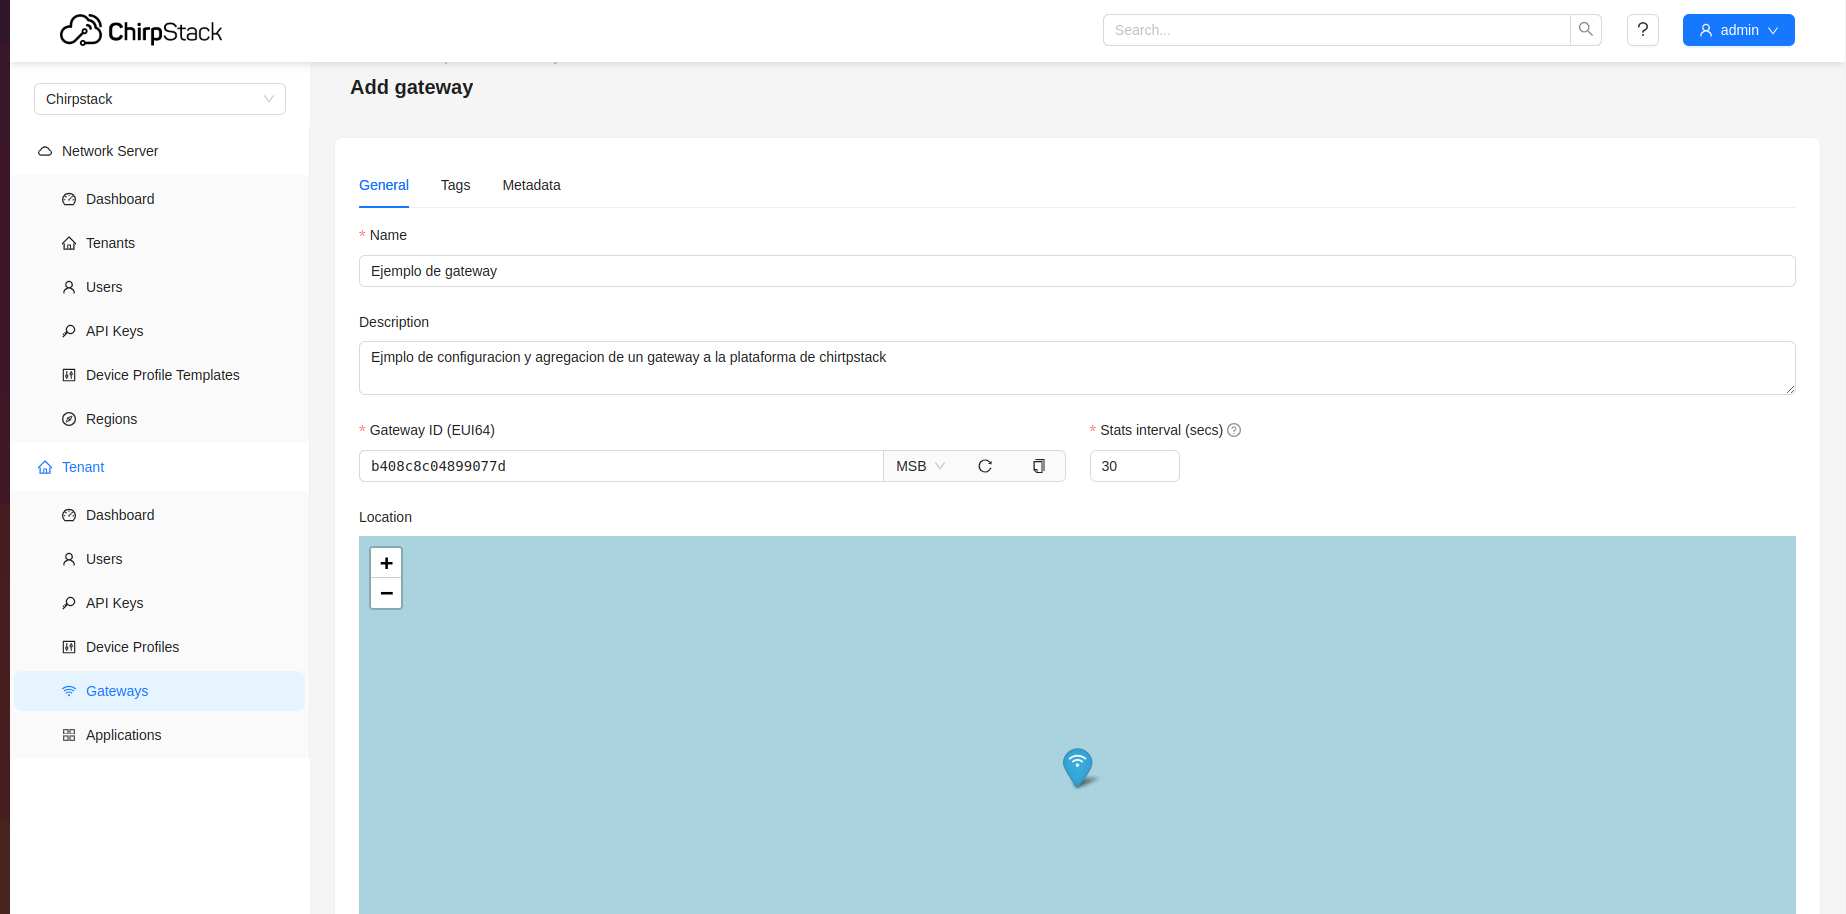 ChirpStack
Search...
?
admin
Chirpstack
Add gateway
Network Server
Dashboard
Tenants
Users
API Keys
Device Profile Templates
Regions
Tenant
Dashboard
Users
API Keys
Device Profiles
Gateways
Applications
General Tags Metadata
* Name
Ejemplo de gateway
Description
Ejmplo de configuracion y agregacion de un gateway a la plataforma de chirtpstack
* Gateway ID (EUI64)
b408c8c04899077d MSB
* Stats interval (secs) ?
30
Location
+
−